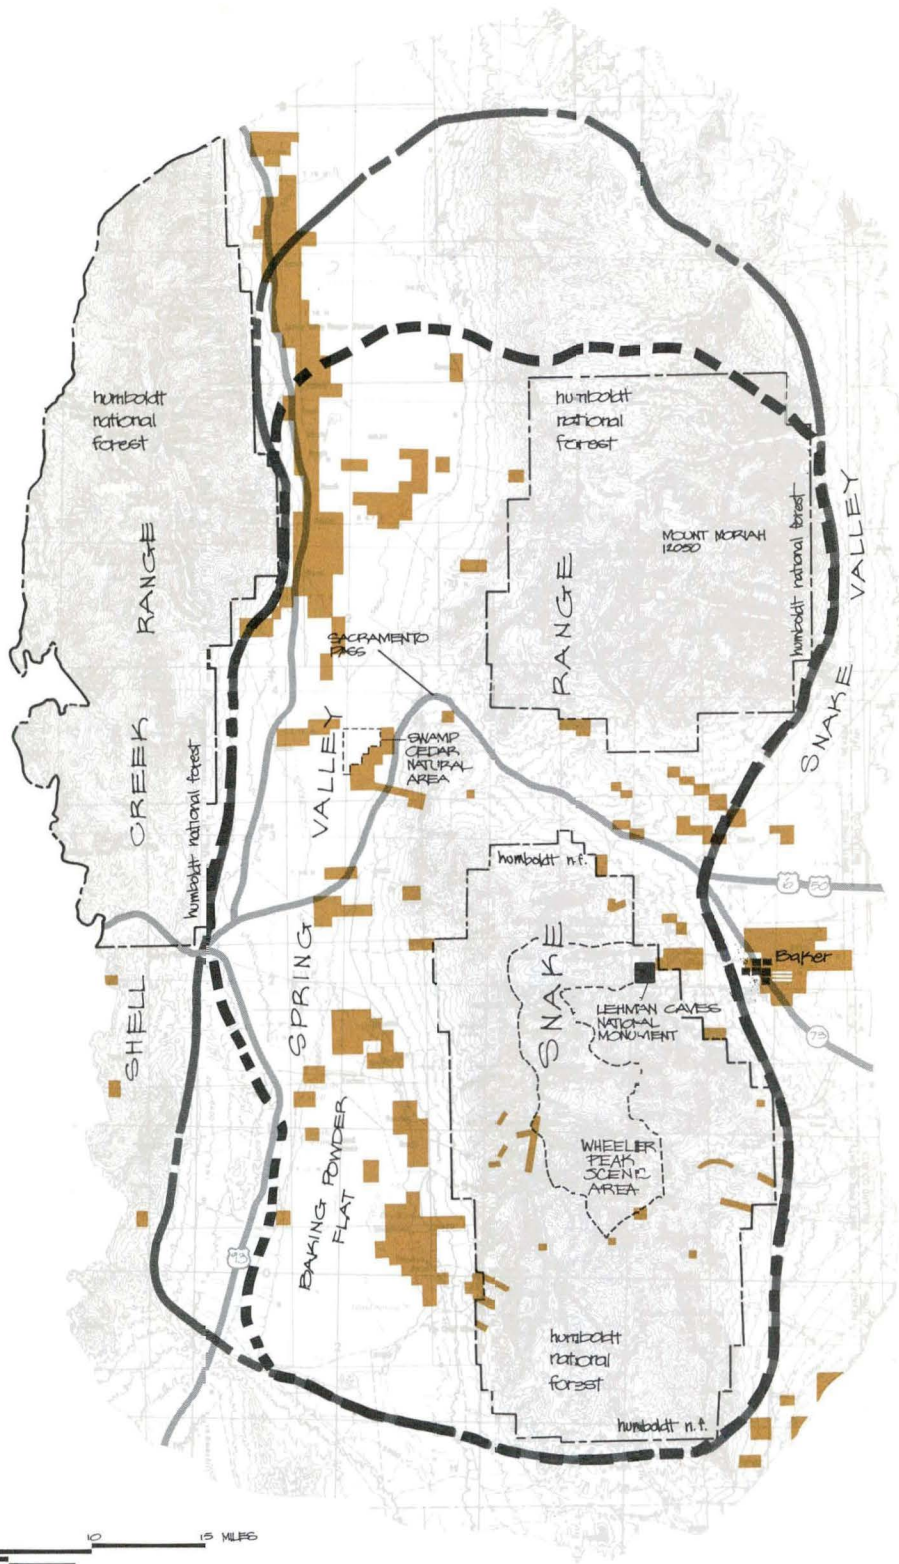 humboldt
national
forest
humboldt
national
forest
MOUNT MORIAH
12050
humboldt national forest
SNAKE VALLEY
CREEK RANGE
RANGE
SACRAMENTO
PASS
SWAMP
CEDAR
NATURAL
AREA
VALLEY
humboldt national forest
humboldt n.f.
6
50
Baker
SHELL
SPRING
SNAKE
LEHMAN CAVES
NATIONAL
MONUMENT
73
BAKING POWDER
FLAT
WHEELER
PEAK
SCENIC
AREA
93
humboldt
national
forest
humboldt n.f.
10
15 MILES